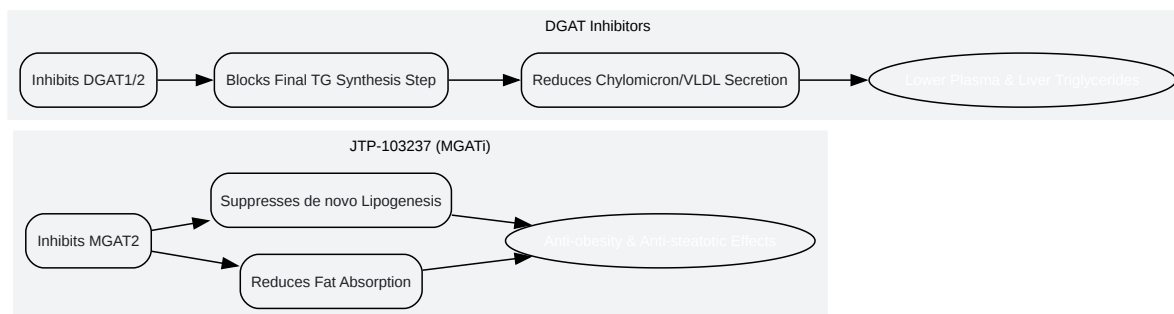 DGAT Inhibitors
Inhibits DGAT1/2
Blocks Final TG Synthesis Step
Reduces Chylomicron/VLDL Secretion
Lower Plasma & Liver Triglycerides
JTP-103237 (MGATi)
Inhibits MGAT2
Suppresses de novo Lipogenesis
Reduces Fat Absorption
Anti-obesity & Anti-steatotic Effects